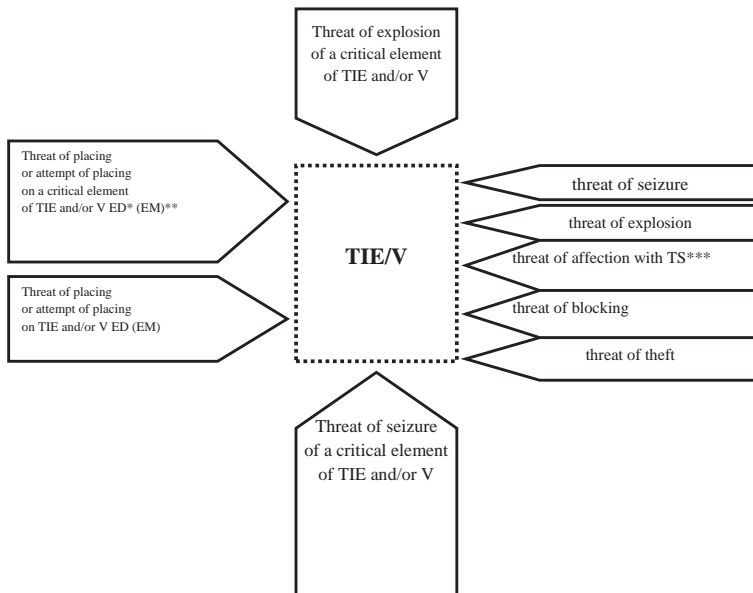 Threat of explosion
of a critical element
of TIE and/or V
Threat of placing
or attempt of placing
on a critical element
of TIE and/or V ED* (EM)**
Threat of placing
or attempt of placing
on TIE and/or V ED (EM)
TIE/V
threat of seizure
threat of explosion
threat of affection with TS***
threat of blocking
threat of theft
Threat of seizure
of a critical element
of TIE and/or V